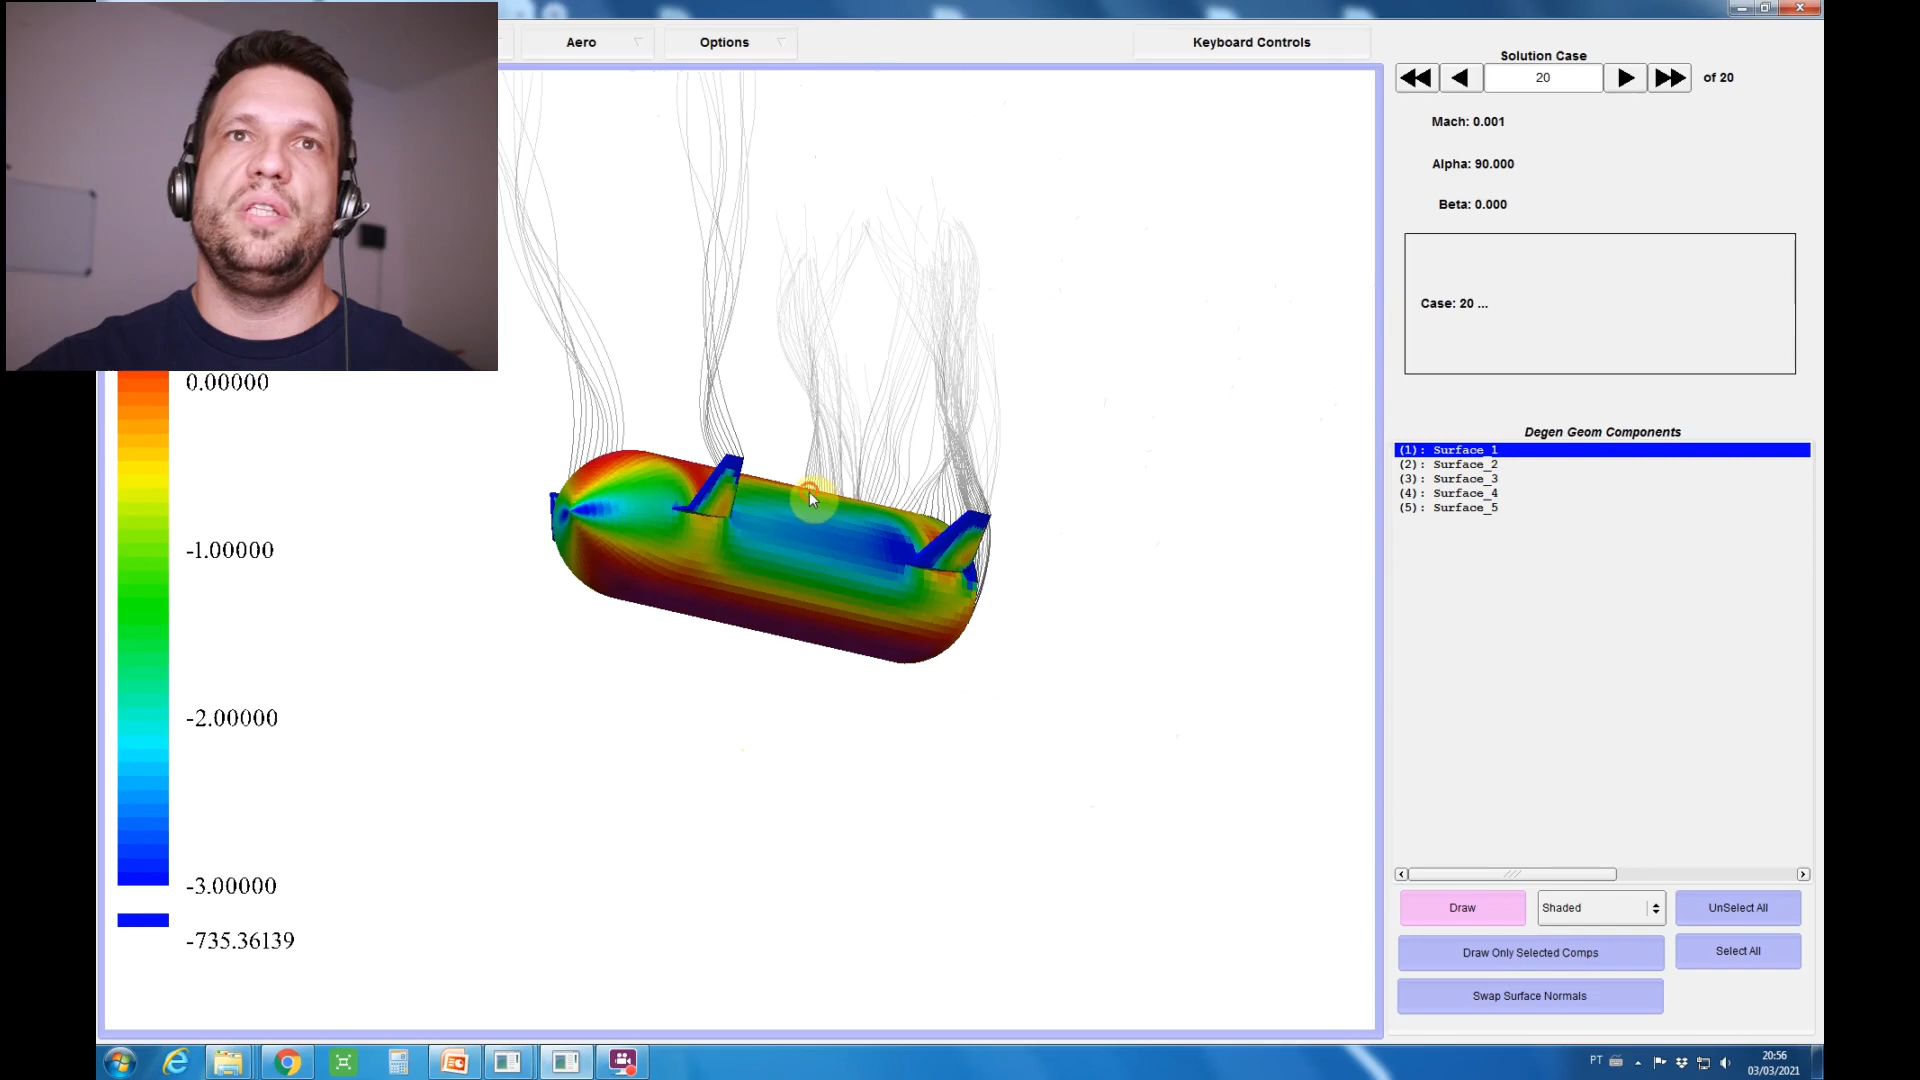 Aero
Options
Keyboard Controls
Solution Case
20
of 20
Mach: 0.001
Alpha: 90.000
Beta: 0.000
Case: 20 ...
0.00000
-1.00000
-2.00000
-3.00000
-735.36139
Degen Geom Components
(1): Surface_1
(2): Surface_2
(3): Surface_3
(4): Surface_4
(5): Surface_5
Draw
Shaded
UnSelect All
Draw Only Selected Comps
Select All
Swap Surface Normals
PT
20:56
03/03/2021